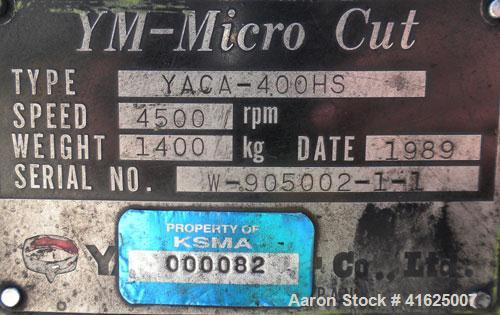 YM-Micro Cut
TYPE YACA-400HS
SPEED 4500 rpm
WEIGHT 1400 kg DATE 1989
SERIAL NO. W-905002-1-1
PROPERTY OF
KSMA
000082
Co., Ltd.
Aaron Stock # 41625007